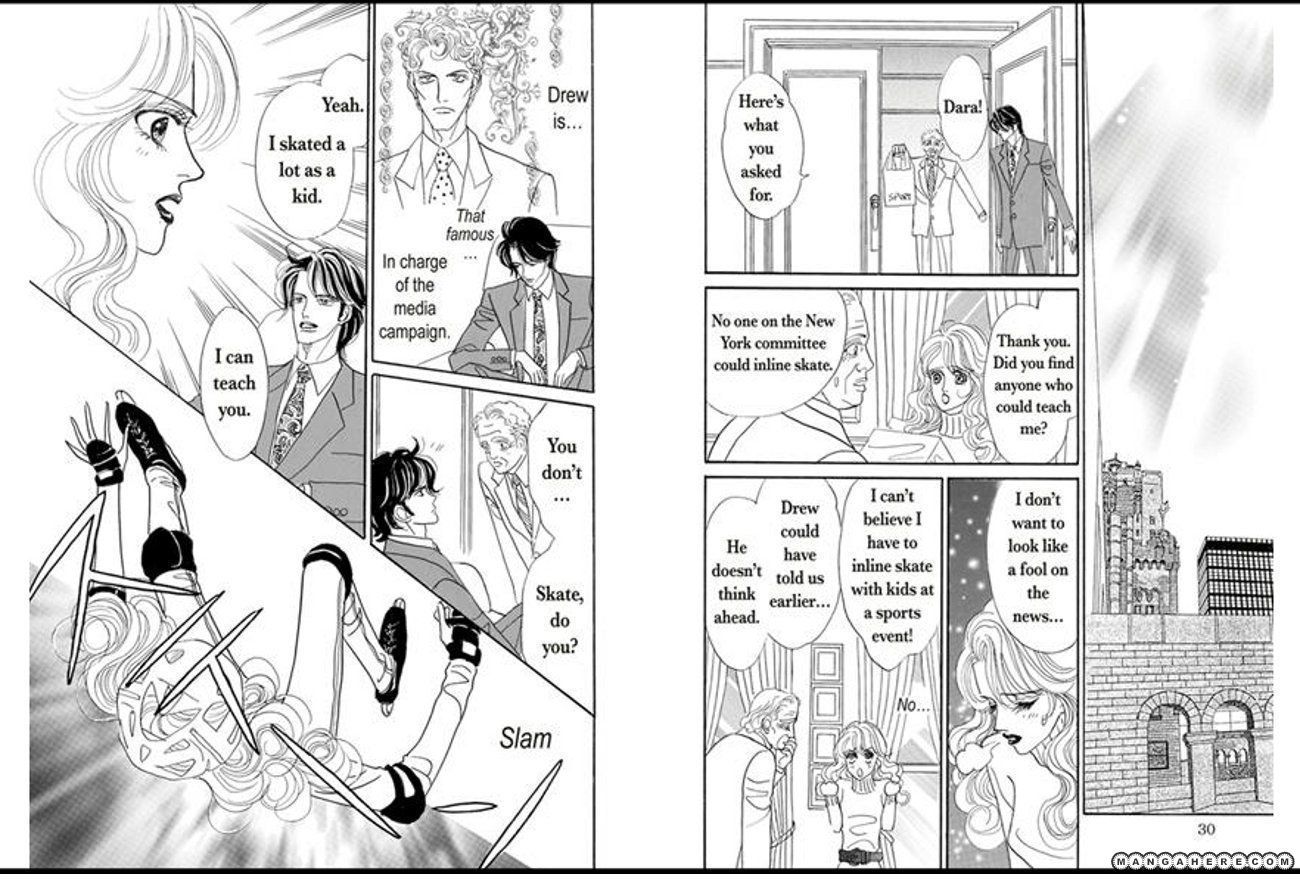 Dara!
Here's
what
you
asked
for.
SPORT
Thank you.
Did you find
anyone who
could teach
me?
No one on the New
York committee
could inline skate.
I don't
want to
look like
a fool on
the
news...
I can't
believe I
have to
inline skate
with kids at
a sports
event!
Drew
could
have
told us
earlier...
He
doesn't
think
ahead.
No...
30
Drew
is...
That
famous
...
In charge
of the
media
campaign.
You
don't
...
Skate,
do
you?
Yeah.
I skated a
lot as a
kid.
I can
teach
you.
Slam
MANGAHERE.COM